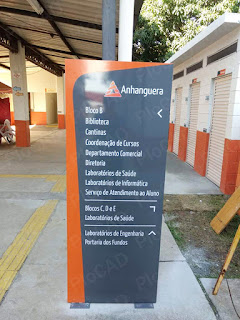 Anhanguera
Bloco B
Biblioteca
Cantinas
Coordenação de Cursos
Departamento Comercial
Diretoria
Laboratórios de Saúde
Laboratórios de Informática
Serviço de Atendimento ao Aluno
Blocos C, D e E
Laboratórios de Saúde
Laboratórios de Engenharia
Portaria dos Fundos